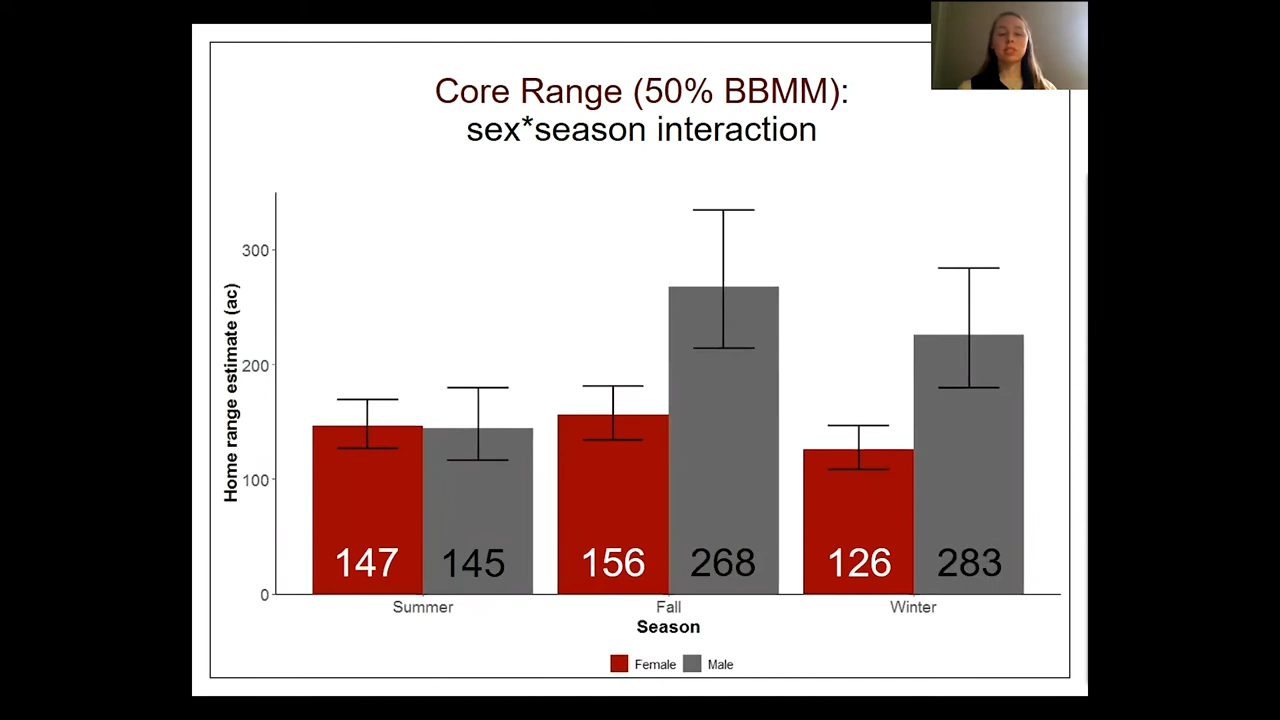 Core Range (50% BBMM):
sex*season interaction
Home range estimate (ac)
300
200
100
0
147
145
156
268
126
283
Summer
Fall
Winter
Season
Female
Male